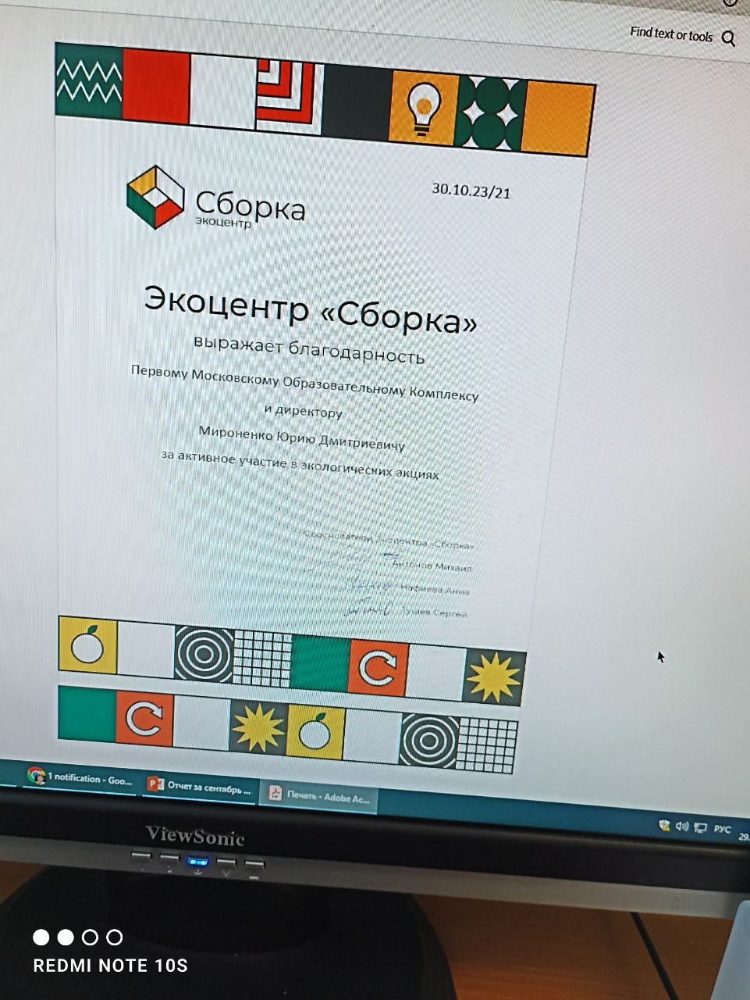 Find text or tools
30.10.23/21
Сборка
экоцентр
Экоцентр «Сборка»
выражает благодарность
Первому Московскому Образовательному Комплексу
и директору
Мироненко Юрию Дмитриевичу
за активное участие в экологических акциях
Сооснователи Экоцентра «Сборка»
Антонов Михаил
Нафиева Анна
Сергей
1 notification - Goo...
Отчет за сентябрь ...
Печать - Adobe Ac...
РУС
29.
ViewSonic
REDMI NOTE 10S